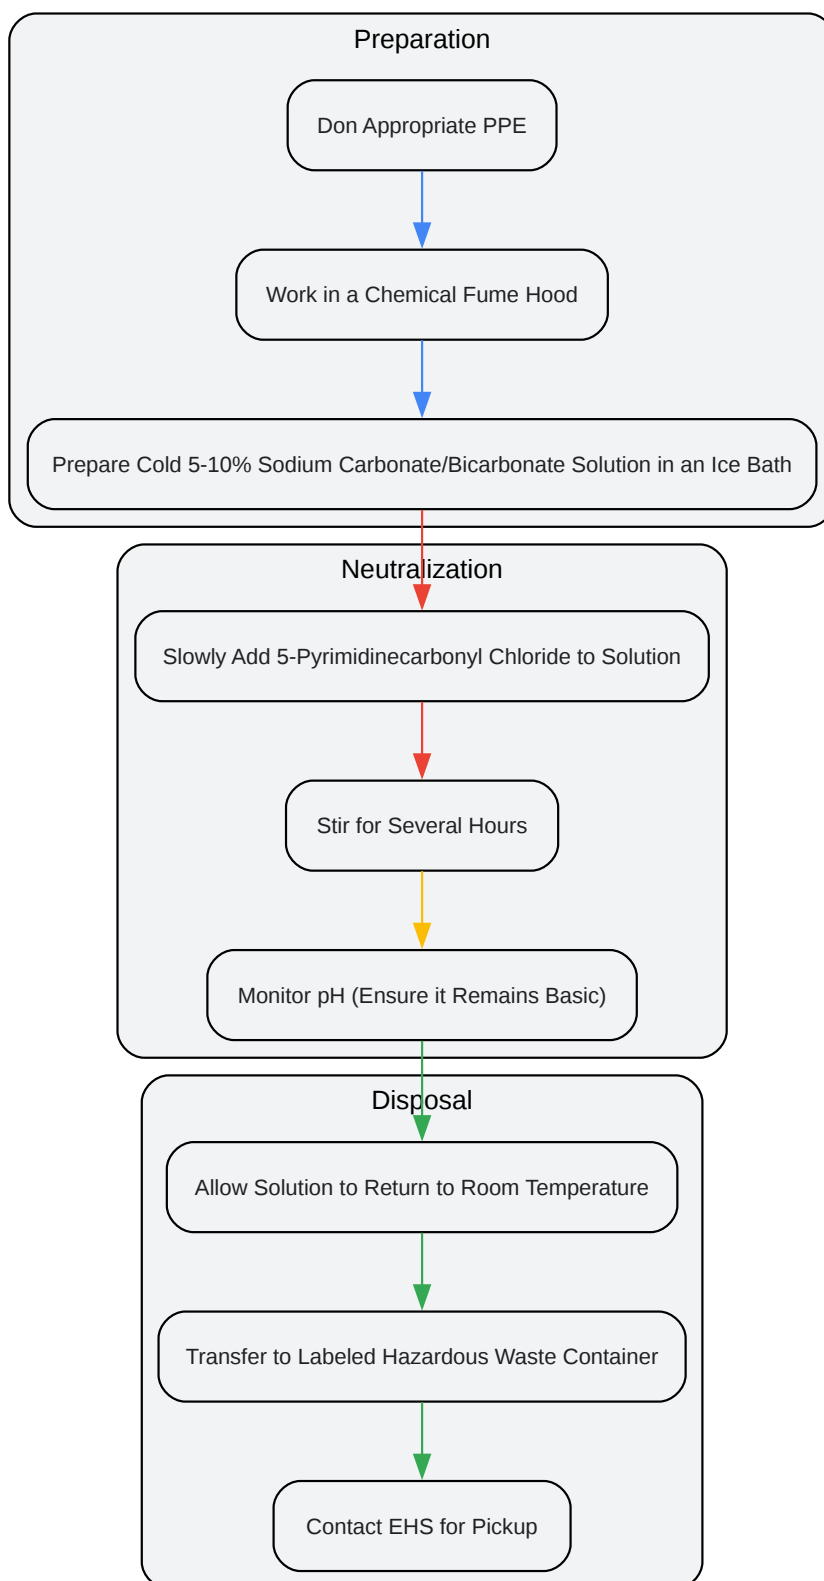 Preparation
Don Appropriate PPE
Work in a Chemical Fume Hood
Prepare Cold 5-10% Sodium Carbonate/Bicarbonate Solution in an Ice Bath
Neutralization
Slowly Add 5-Pyrimidinecarbonyl Chloride to Solution
Stir for Several Hours
Monitor pH (Ensure it Remains Basic)
Disposal
Allow Solution to Return to Room Temperature
Transfer to Labeled Hazardous Waste Container
Contact EHS for Pickup